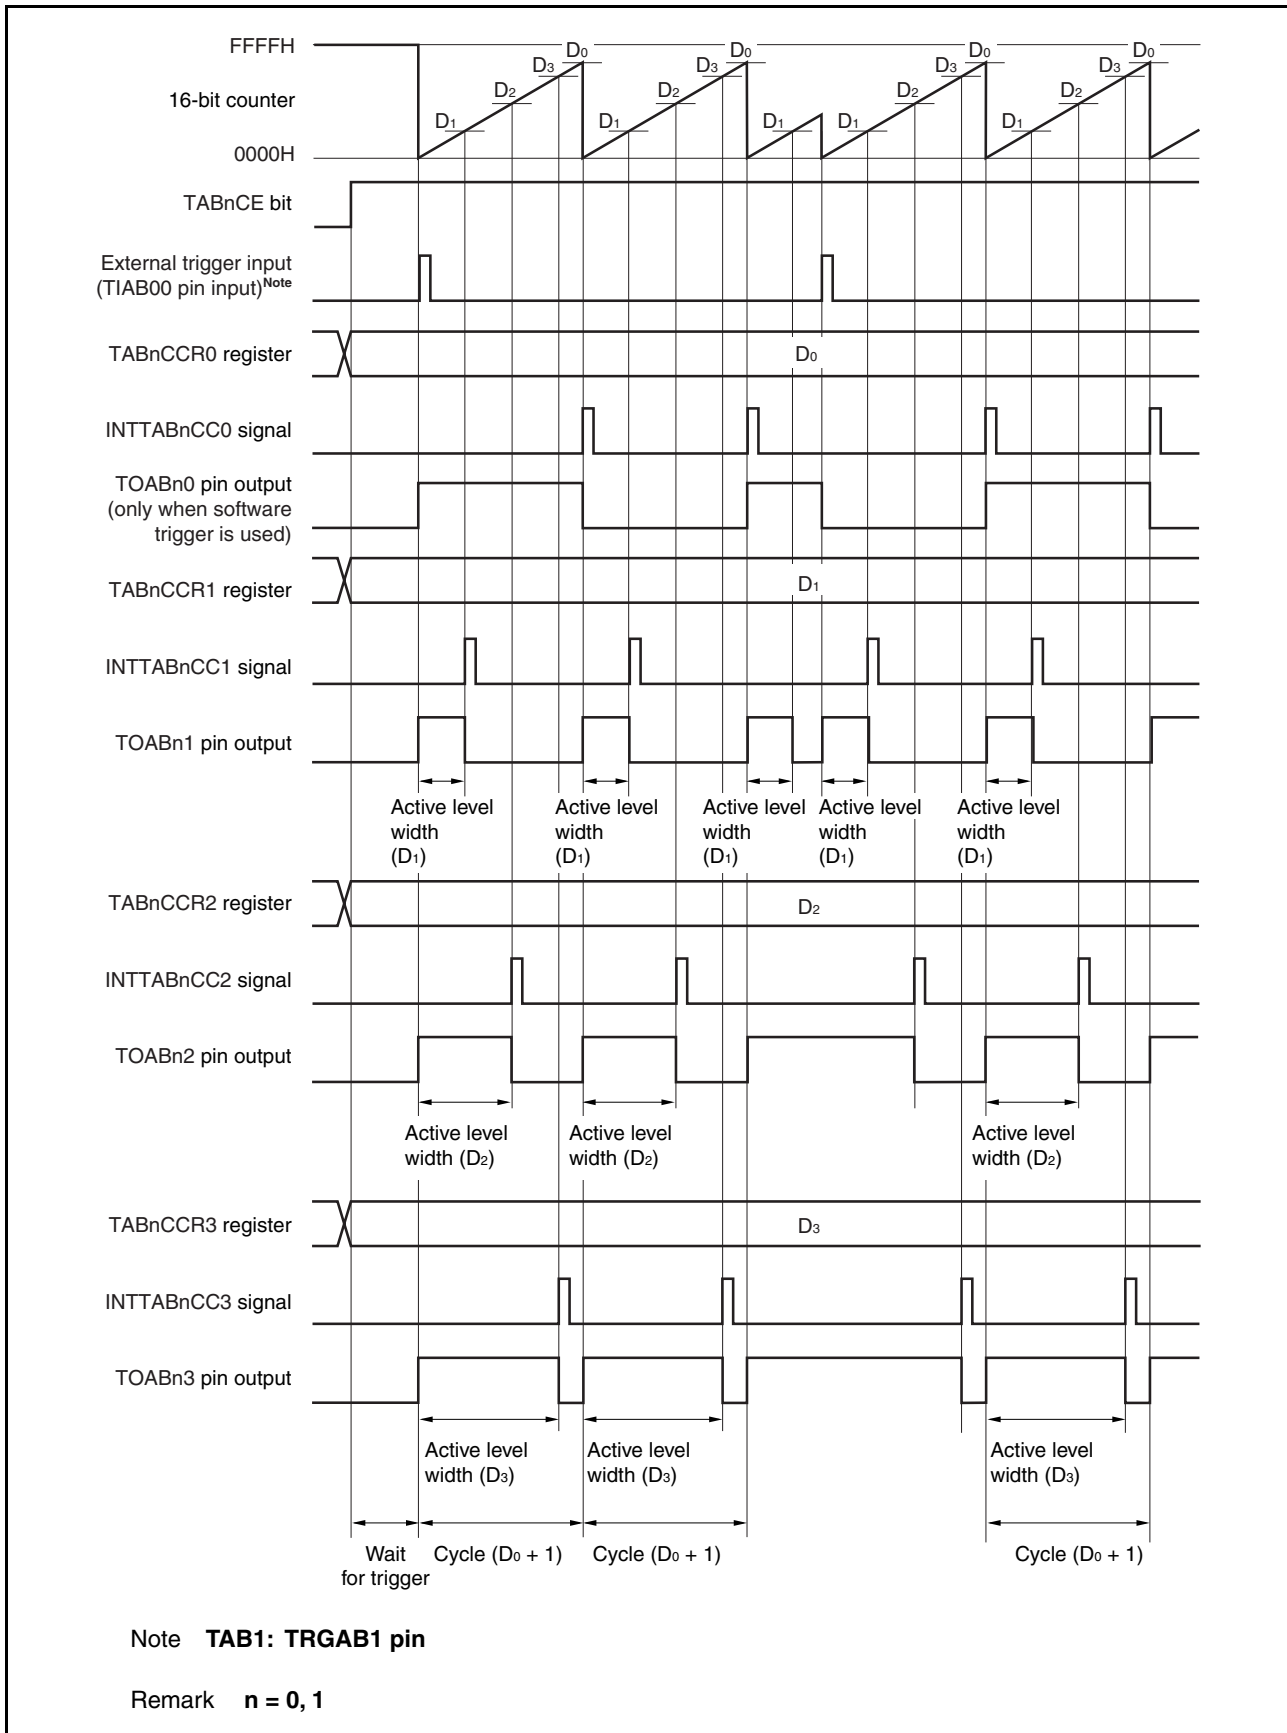 FFFFH
D0 D0 D0 D0
D3 D3 D3 D3
16-bit counter
D2 D2 D2 D2
D1 D1 D1 D1 D1
0000H
TABnCE bit
External trigger input
(TIAB00 pin input)Note
TABnCCR0 register
D0
INTTABnCC0 signal
TOABn0 pin output
(only when software
trigger is used)
TABnCCR1 register
D1
INTTABnCC1 signal
TOABn1 pin output
Active level width (D1)
Active level width (D1)
Active level width (D1)
Active level width (D1)
Active level width (D1)
TABnCCR2 register
D2
INTTABnCC2 signal
TOABn2 pin output
Active level
width (D2)
Active level
width (D2)
Active level
width (D2)
TABnCCR3 register
D3
INTTABnCC3 signal
TOABn3 pin output
Active level
width (D3)
Active level
width (D3)
Active level
width (D3)
Wait
for trigger
Cycle (D0 + 1)
Cycle (D0 + 1)
Cycle (D0 + 1)
Note TAB1: TRGAB1 pin
Remark n = 0, 1